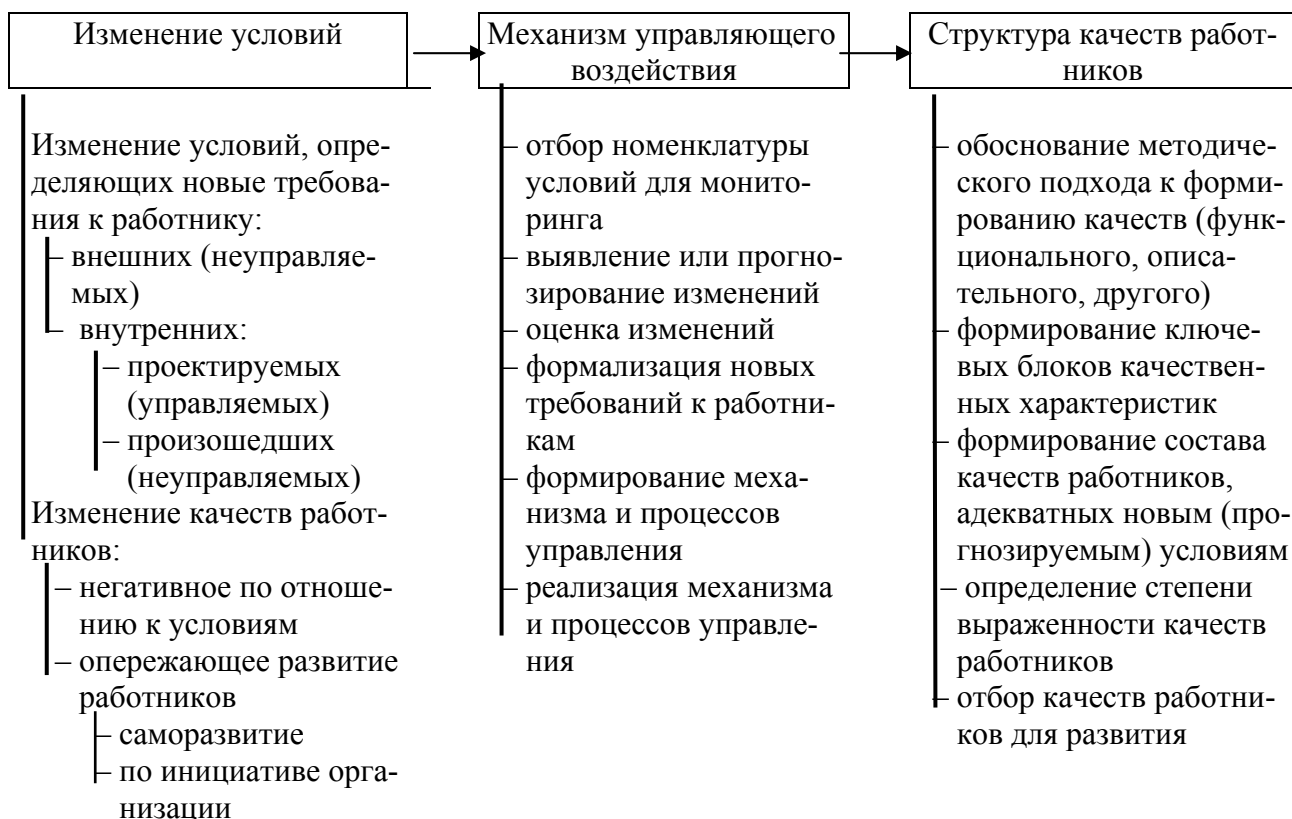 Изменение условий
Механизм управляющего
воздействия
Структура качеств работ-
ников
Изменение условий, опре-
деляющих новые требова-
ния к работнику:
– внешних (неуправляе-
мых)
– внутренних:
– проектируемых
(управляемых)
– произошедших
(неуправляемых)
Изменение качеств работ-
ников:
– негативное по отноше-
нию к условиям
– опережающее развитие
работников
– саморазвитие
– по инициативе орга-
низации
– отбор номенклатуры
условий для монито-
ринга
– выявление или прогно-
зирование изменений
– оценка изменений
– формализация новых
требований к работни-
кам
– формирование меха-
низма и процессов
управления
– реализация механизма
и процессов управле-
ния
– обоснование методиче-
ского подхода к форми-
рованию качеств (функ-
ционального, описа-
тельного, другого)
– формирование ключе-
вых блоков качествен-
ных характеристик
– формирование состава
качеств работников,
адекватных новым (про-
гнозируемым) условиям
– определение степени
выраженности качеств
работников
– отбор качеств работни-
ков для развития